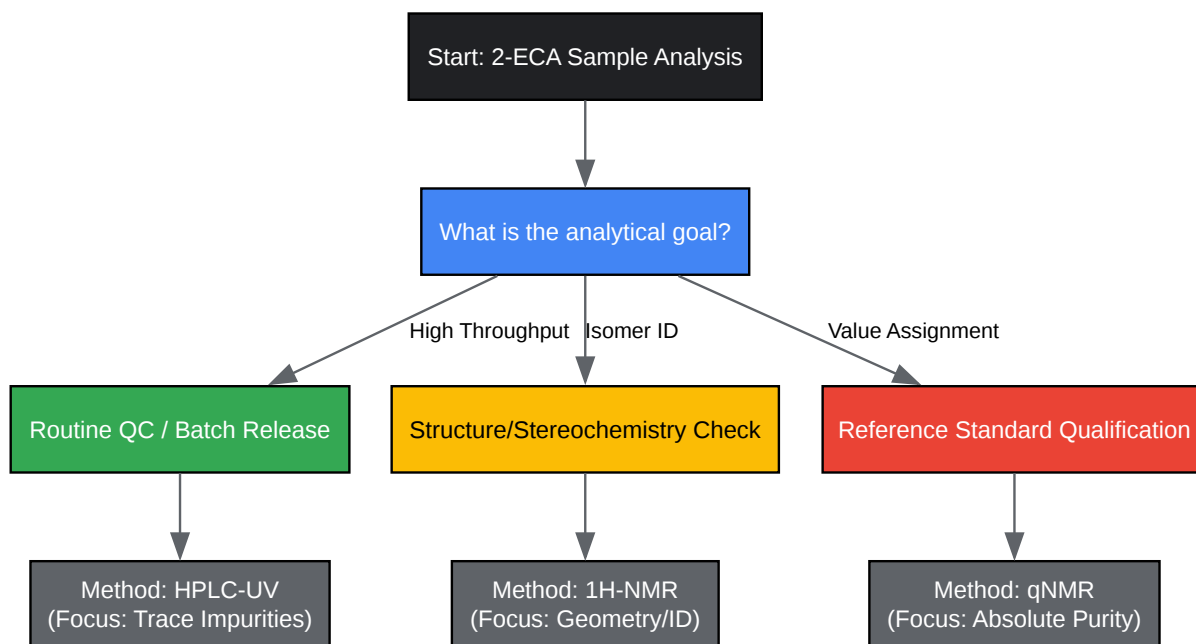 Start: 2-ECA Sample Analysis
What is the analytical goal?
High Throughput
Isomer ID
Value Assignment
Routine QC / Batch Release
Structure/Stereochemistry Check
Reference Standard Qualification
Method: HPLC-UV
(Focus: Trace Impurities)
Method: 1H-NMR
(Focus: Geometry/ID)
Method: qNMR
(Focus: Absolute Purity)